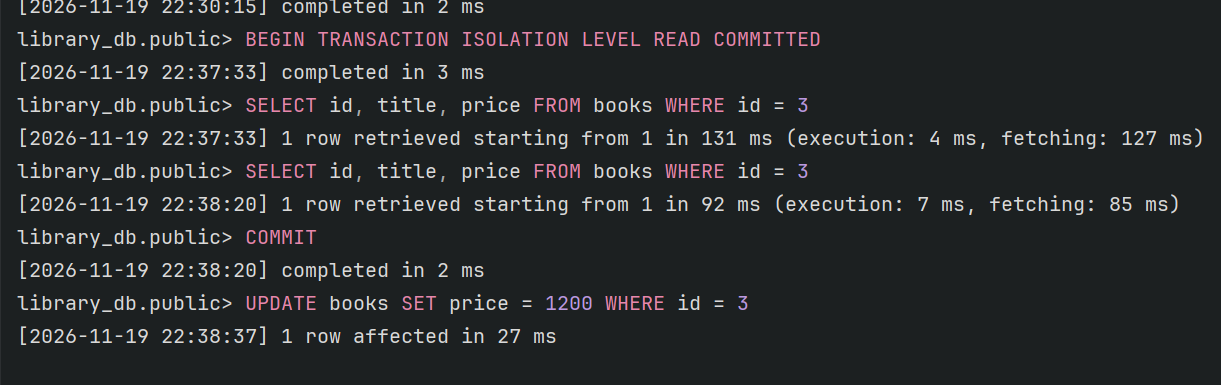 [2026-11-19 22:30:15] completed in 2 ms
library_db.public> BEGIN TRANSACTION ISOLATION LEVEL READ COMMITTED
[2026-11-19 22:37:33] completed in 3 ms
library_db.public> SELECT id, title, price FROM books WHERE id = 3
[2026-11-19 22:37:33] 1 row retrieved starting from 1 in 131 ms (execution: 4 ms, fetching: 127 ms)
library_db.public> SELECT id, title, price FROM books WHERE id = 3
[2026-11-19 22:38:20] 1 row retrieved starting from 1 in 92 ms (execution: 7 ms, fetching: 85 ms)
library_db.public> COMMIT
[2026-11-19 22:38:20] completed in 2 ms
library_db.public> UPDATE books SET price = 1200 WHERE id = 3
[2026-11-19 22:38:37] 1 row affected in 27 ms